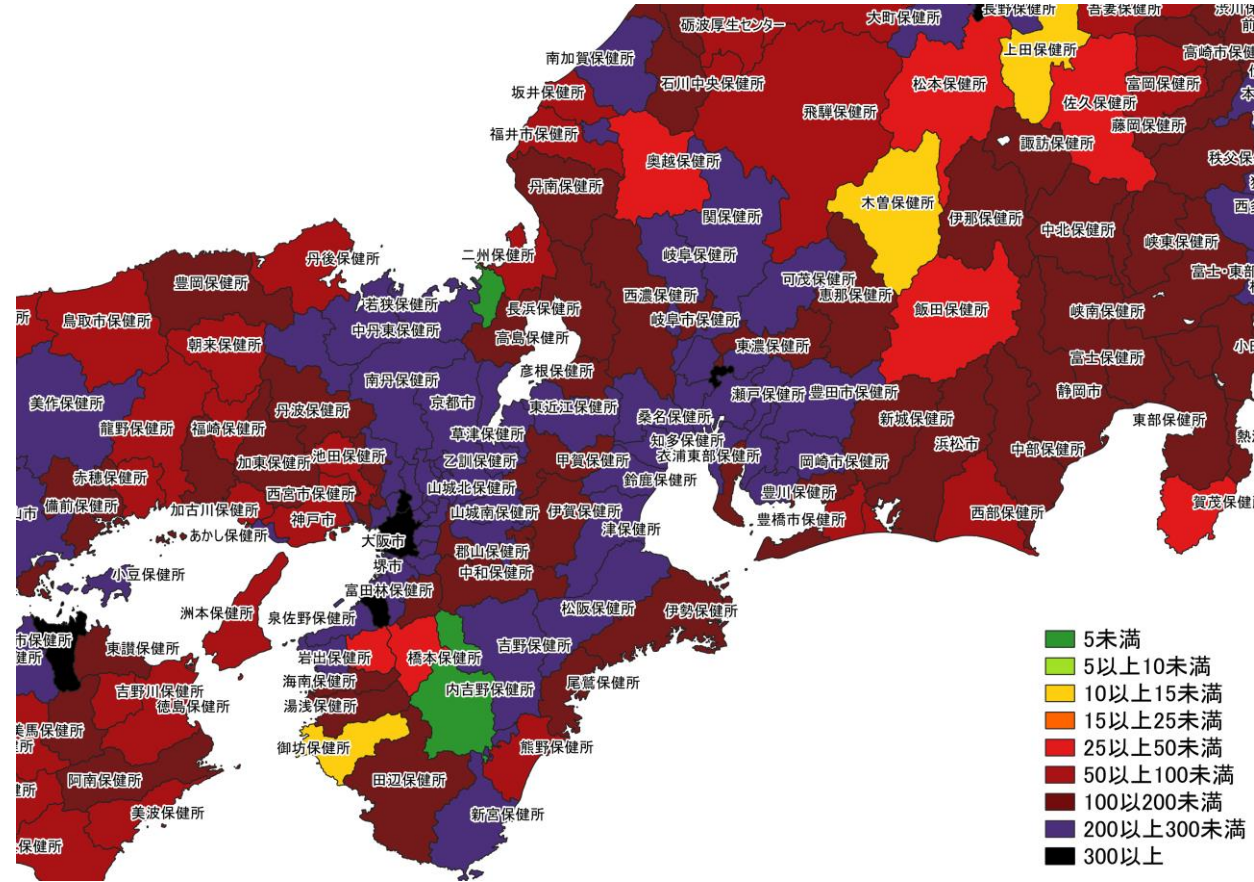 砺波厚生センター
大町保健所
長野保健所
吾妻保健所
渋川保
前
南加賀保健所
上田保健所
高崎市保健
石川中央保健所
松本保健所
富岡保健所
坂井保健所
飛騨保健所
佐久保健所
本
福井市保健所
藤岡保健所
諏訪保健所
奥越保健所
秩父保
丹南保健所
木曽保健所
関保健所
伊那保健所
西多
中北保健所
峡東保健所
丹後保健所
二州保健所
岐阜保健所
豊岡保健所
可茂保健所
富士・東部
若狭保健所
西濃保健所
恵那保健所
長浜保健所
飯田保健所
峡南保健所
所
鳥取市保健所
中丹東保健所
岐阜市保健所
高島保健所
朝来保健所
東濃保健所
小田
富士保健所
彦根保健所
南丹保健所
静岡市
美作保健所
京都市
瀬戸保健所
豊田市保健所
丹波保健所
東近江保健所
桑名保健所
新城保健所
東部保健所
龍野保健所
福崎保健所
草津保健所
知多保健所
浜松市
熱海
池田保健所
乙訓保健所
甲賀保健所
衣浦東部保健所
中部保健所
加東保健所
岡崎市保健所
赤穂保健所
鈴鹿保健所
山城北保健所
西宮市保健所
豊川保健所
備前保健所
賀茂保健
加古川保健所
神戸市
山城南保健所
伊賀保健所
豊橋市保健所
西部保健所
山市
津保健所
あかし保健所
大阪市
郡山保健所
堺市
中和保健所
小豆保健所
富田林保健所
洲本保健所
泉佐野保健所
松阪保健所
伊勢保健所
市保健所
東讃保健所
吉野保健所
健所
岩出保健所
橋本保健所
5未満
海南保健所
尾鷲保健所
5以上10未満
吉野川保健所
内吉野保健所
10以上15未満
徳島保健所
湯浅保健所
15以上25未満
美馬保健所
御坊保健所
熊野保健所
25以上50未満
所
50以上100未満
阿南保健所
田辺保健所
100以200未満
健所
美波保健所
新宮保健所
200以上300未満
保健所
300以上